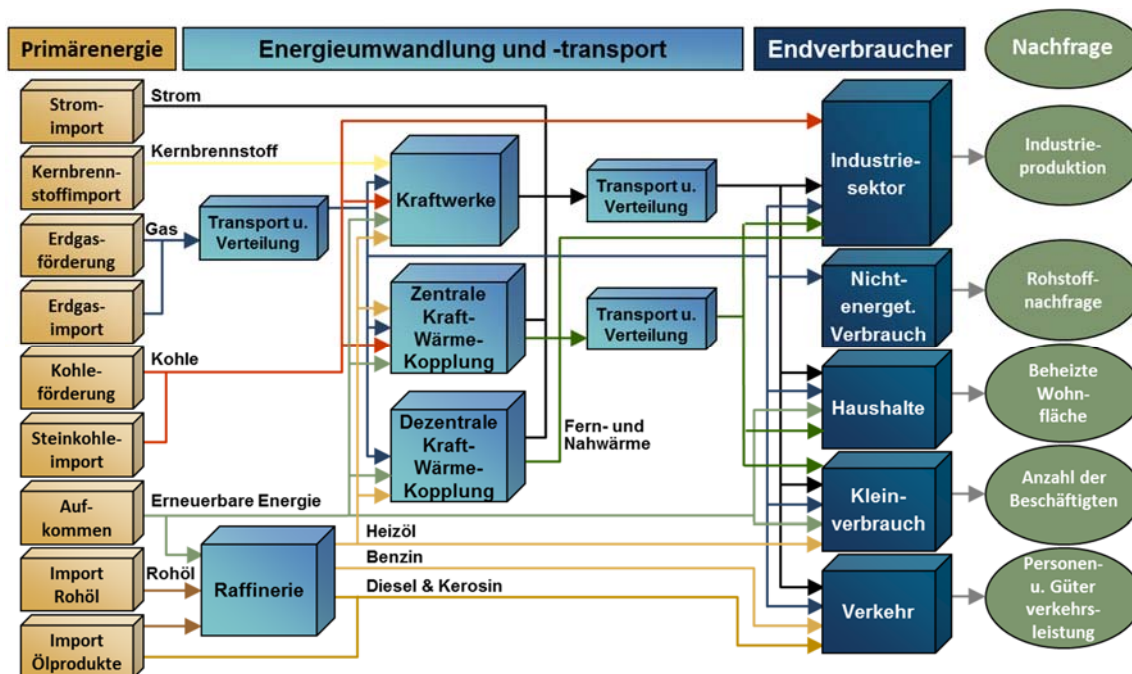 Primärenergie
Energieumwandlung und -transport
Endverbraucher
Nachfrage
Strom-
import
Kernbrenn-
stoffimport
Erdgas-
förderung
Erdgas-
import
Kohle-
förderung
Steinkohle-
import
Auf-
kommen
Import
Rohöl
Import
Ölprodukte
Strom
Kernbrennstoff
Gas
Kohle
Erneuerbare Energie
Rohöl
Transport u.
Verteilung
Raffinerie
Kraftwerke
Zentrale
Kraft-
Wärme-
Kopplung
Dezentrale
Kraft-
Wärme-
Kopplung
Heizöl
Benzin
Diesel & Kerosin
Transport u.
Verteilung
Transport u.
Verteilung
Fern- und
Nahwärme
Industrie-
sektor
Nicht-
energet.
Verbrauch
Haushalte
Klein-
verbrauch
Verkehr
Industrie-
produktion
Rohstoff-
nachfrage
Beheizte
Wohn-
fläche
Anzahl der
Beschäftigten
Personen-
u. Güter
verkehrs-
leistung